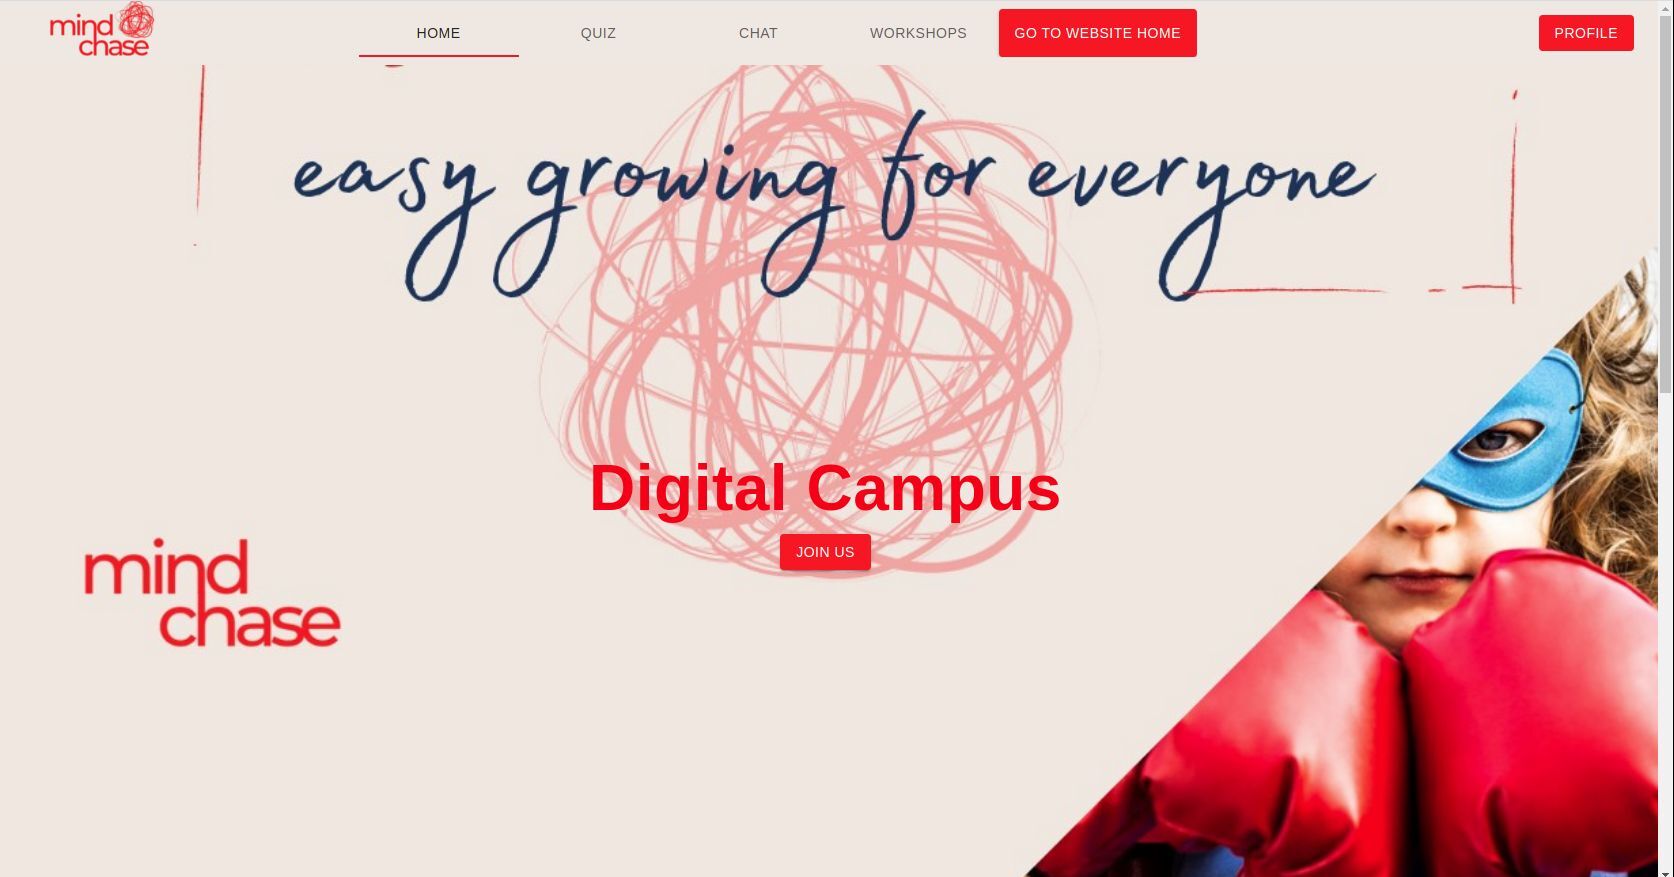 mind
chase
HOME
QUIZ
CHAT
WORKSHOPS
GO TO WEBSITE HOME
PROFILE
easy growing for everyone
Digital Campus
JOIN US
mind
chase